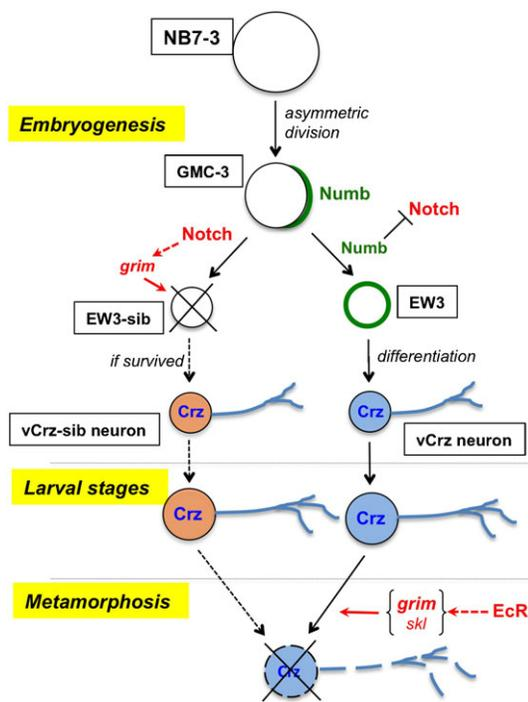 NB7-3
asymmetric
division
Embryogenesis
GMC-3
Numb
Notch
Numb
Notch
grim
EW3-sib
EW3
if survived
differentiation
Crz
Crz
vCrz-sib neuron
vCrz neuron
Larval stages
Crz
Crz
Metamorphosis
grim
skl
EcR
Crz